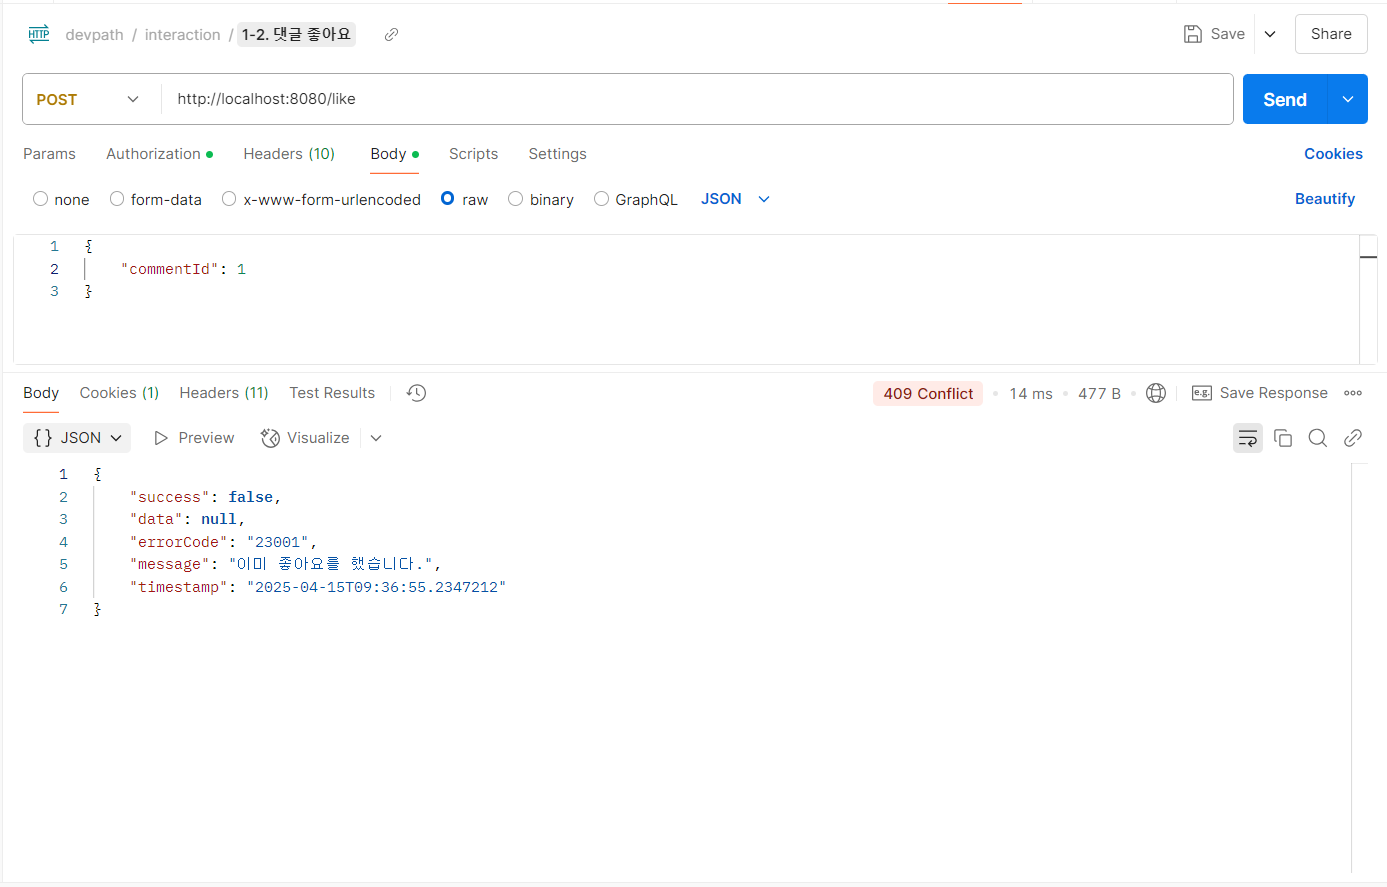 HTTP devpath / interaction / 1-2. 댓글 좋아요 Save Share
POST http://localhost:8080/like Send
Params Authorization Headers (10) Body Scripts Settings Cookies
none form-data x-www-form-urlencoded raw binary GraphQL JSON Beautify
1 {
2 "commentId": 1
3 }
Body Cookies (1) Headers (11) Test Results 409 Conflict 14 ms 477 B e.g. Save Response
{} JSON Preview Visualize
1 {
2 "success": false,
3 "data": null,
4 "errorCode": "23001",
5 "message": "이미 좋아요를 했습니다.",
6 "timestamp": "2025-04-15T09:36:55.2347212"
7 }